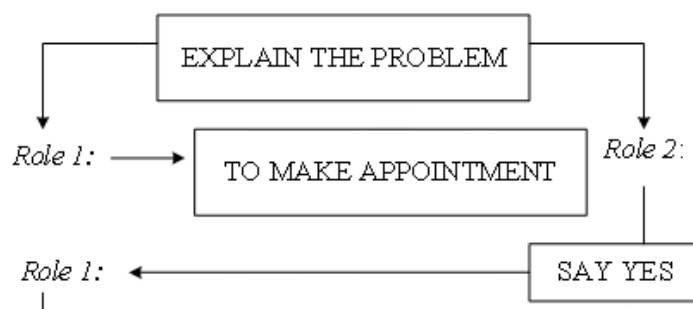 EXPLAIN THE PROBLEM
Role 1:
TO MAKE APPOINTMENT
Role 2:
Role 1:
SAY YES